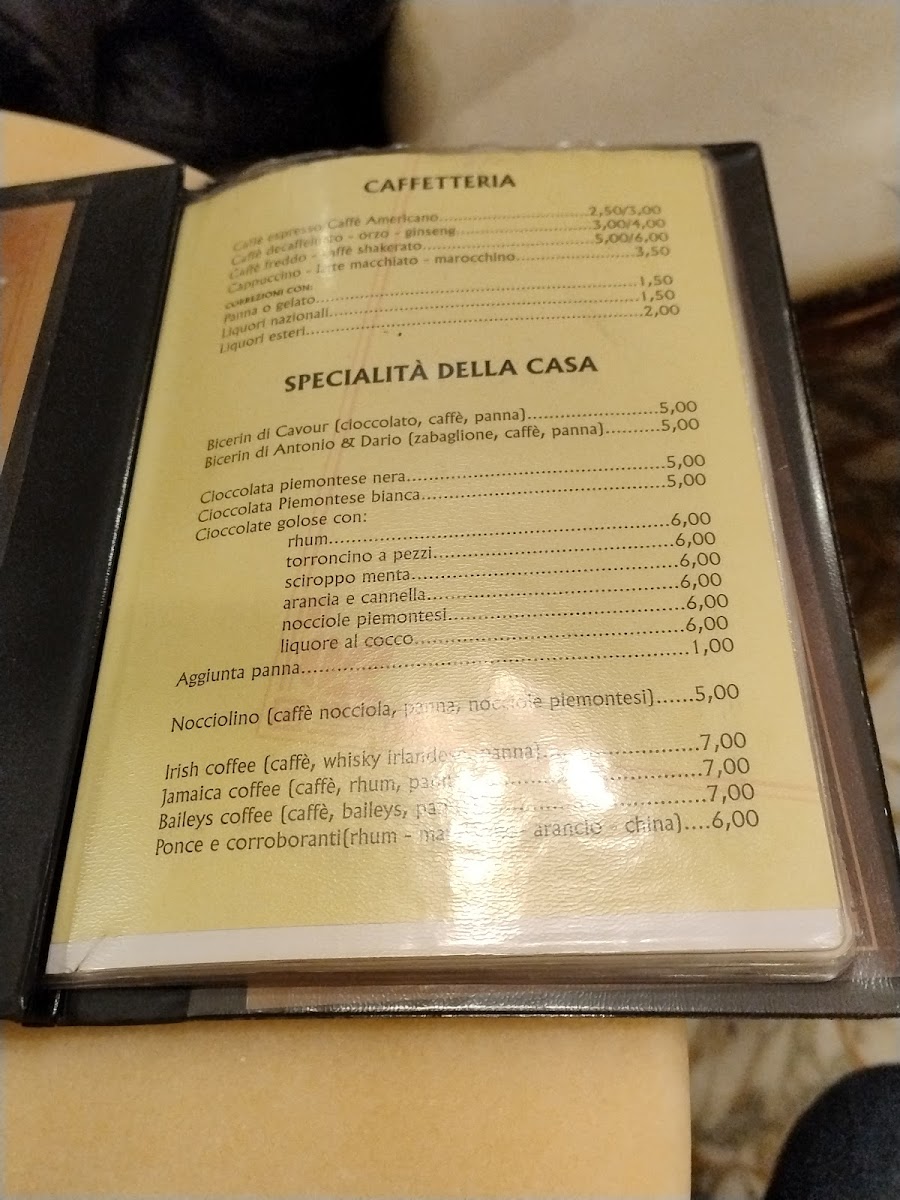 CAFFETTERIA
Caffè espresso/Caffè Americano........2,50/3,00
Caffè decaffeinato - orzo - ginseng........3,00/4,00
Caffè freddo - caffè shakerato........5,00/6,00
Cappuccino - latte macchiato - marocchino........3,50
CORREZIONI CON:
Panna o gelato........1,50
Liquori nazionali........1,50
Liquori esteri........2,00
SPECIALITÀ DELLA CASA
Bicerin di Cavour (cioccolato, caffè, panna)........5,00
Bicerin di Antonio & Dario (zabaglione, caffè, panna)........5,00
Cioccolata piemontese nera........5,00
Cioccolata Piemontese bianca........5,00
Cioccolate golose con:
rhum........6,00
torroncino a pezzi........6,00
sciroppo menta........6,00
arancia e cannella........6,00
nocciole piemontesi........6,00
liquore al cocco........6,00
Aggiunta panna........1,00
Nocciolino (caffè nocciola, panna, nocciole piemontesi)......5,00
Irish coffee (caffè, whisky irlandese, panna)........7,00
Jamaica coffee (caffè, rhum, ........7,00
Baileys coffee (caffè, baileys, ........7,00
Ponce e corroboranti(rhum - - arancio - china)....6,00